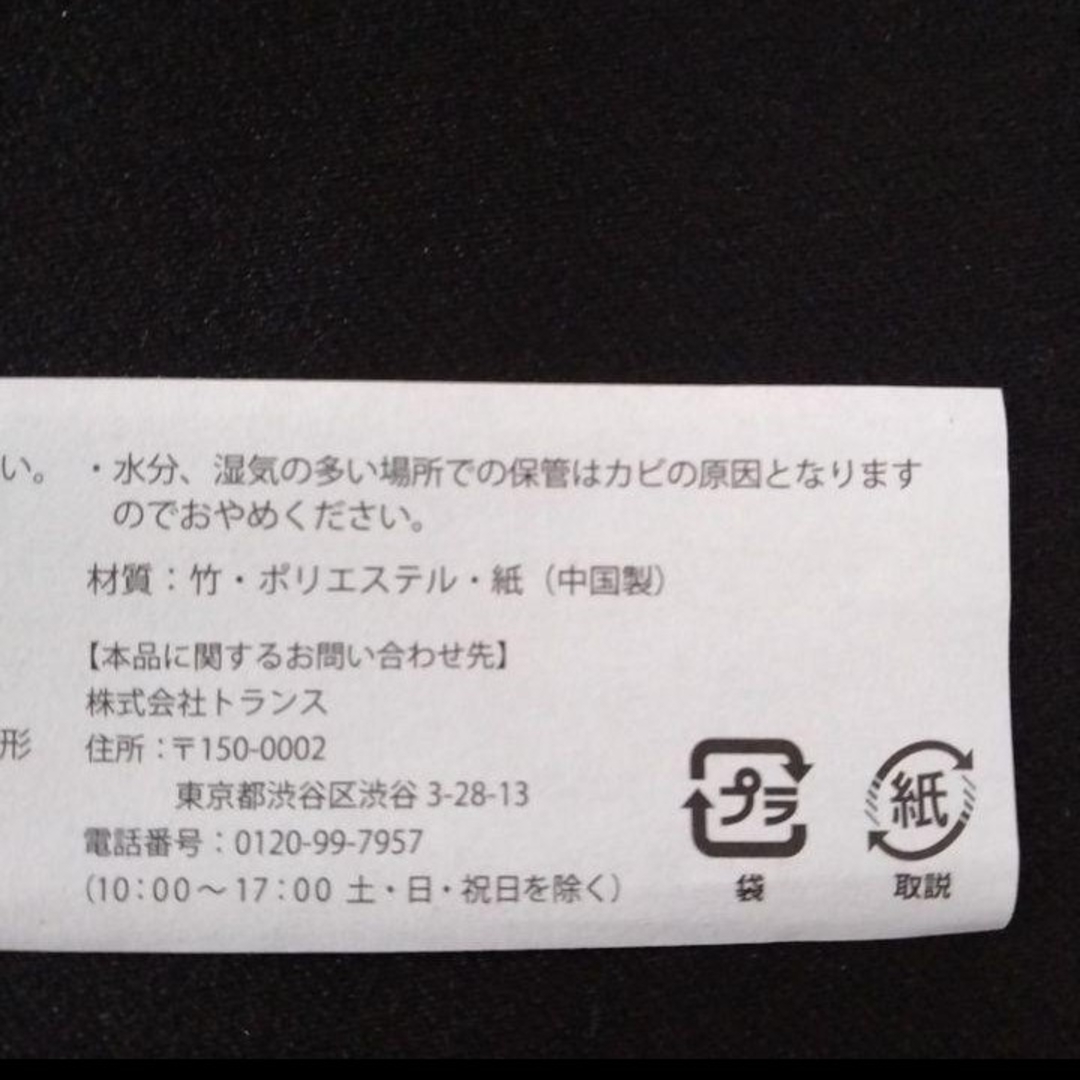 い。
・水分、湿気の多い場所での保管はカビの原因となります
のでおやめください。
材質：竹・ポリエステル・紙（中国製）
【本品に関するお問い合わせ先】
株式会社トランス
形
住所：〒150-0002
東京都渋谷区渋谷 3-28-13
電話番号：0120-99-7957
（10：00～17：00 土・日・祝日を除く）
プラ
袋
紙
取説